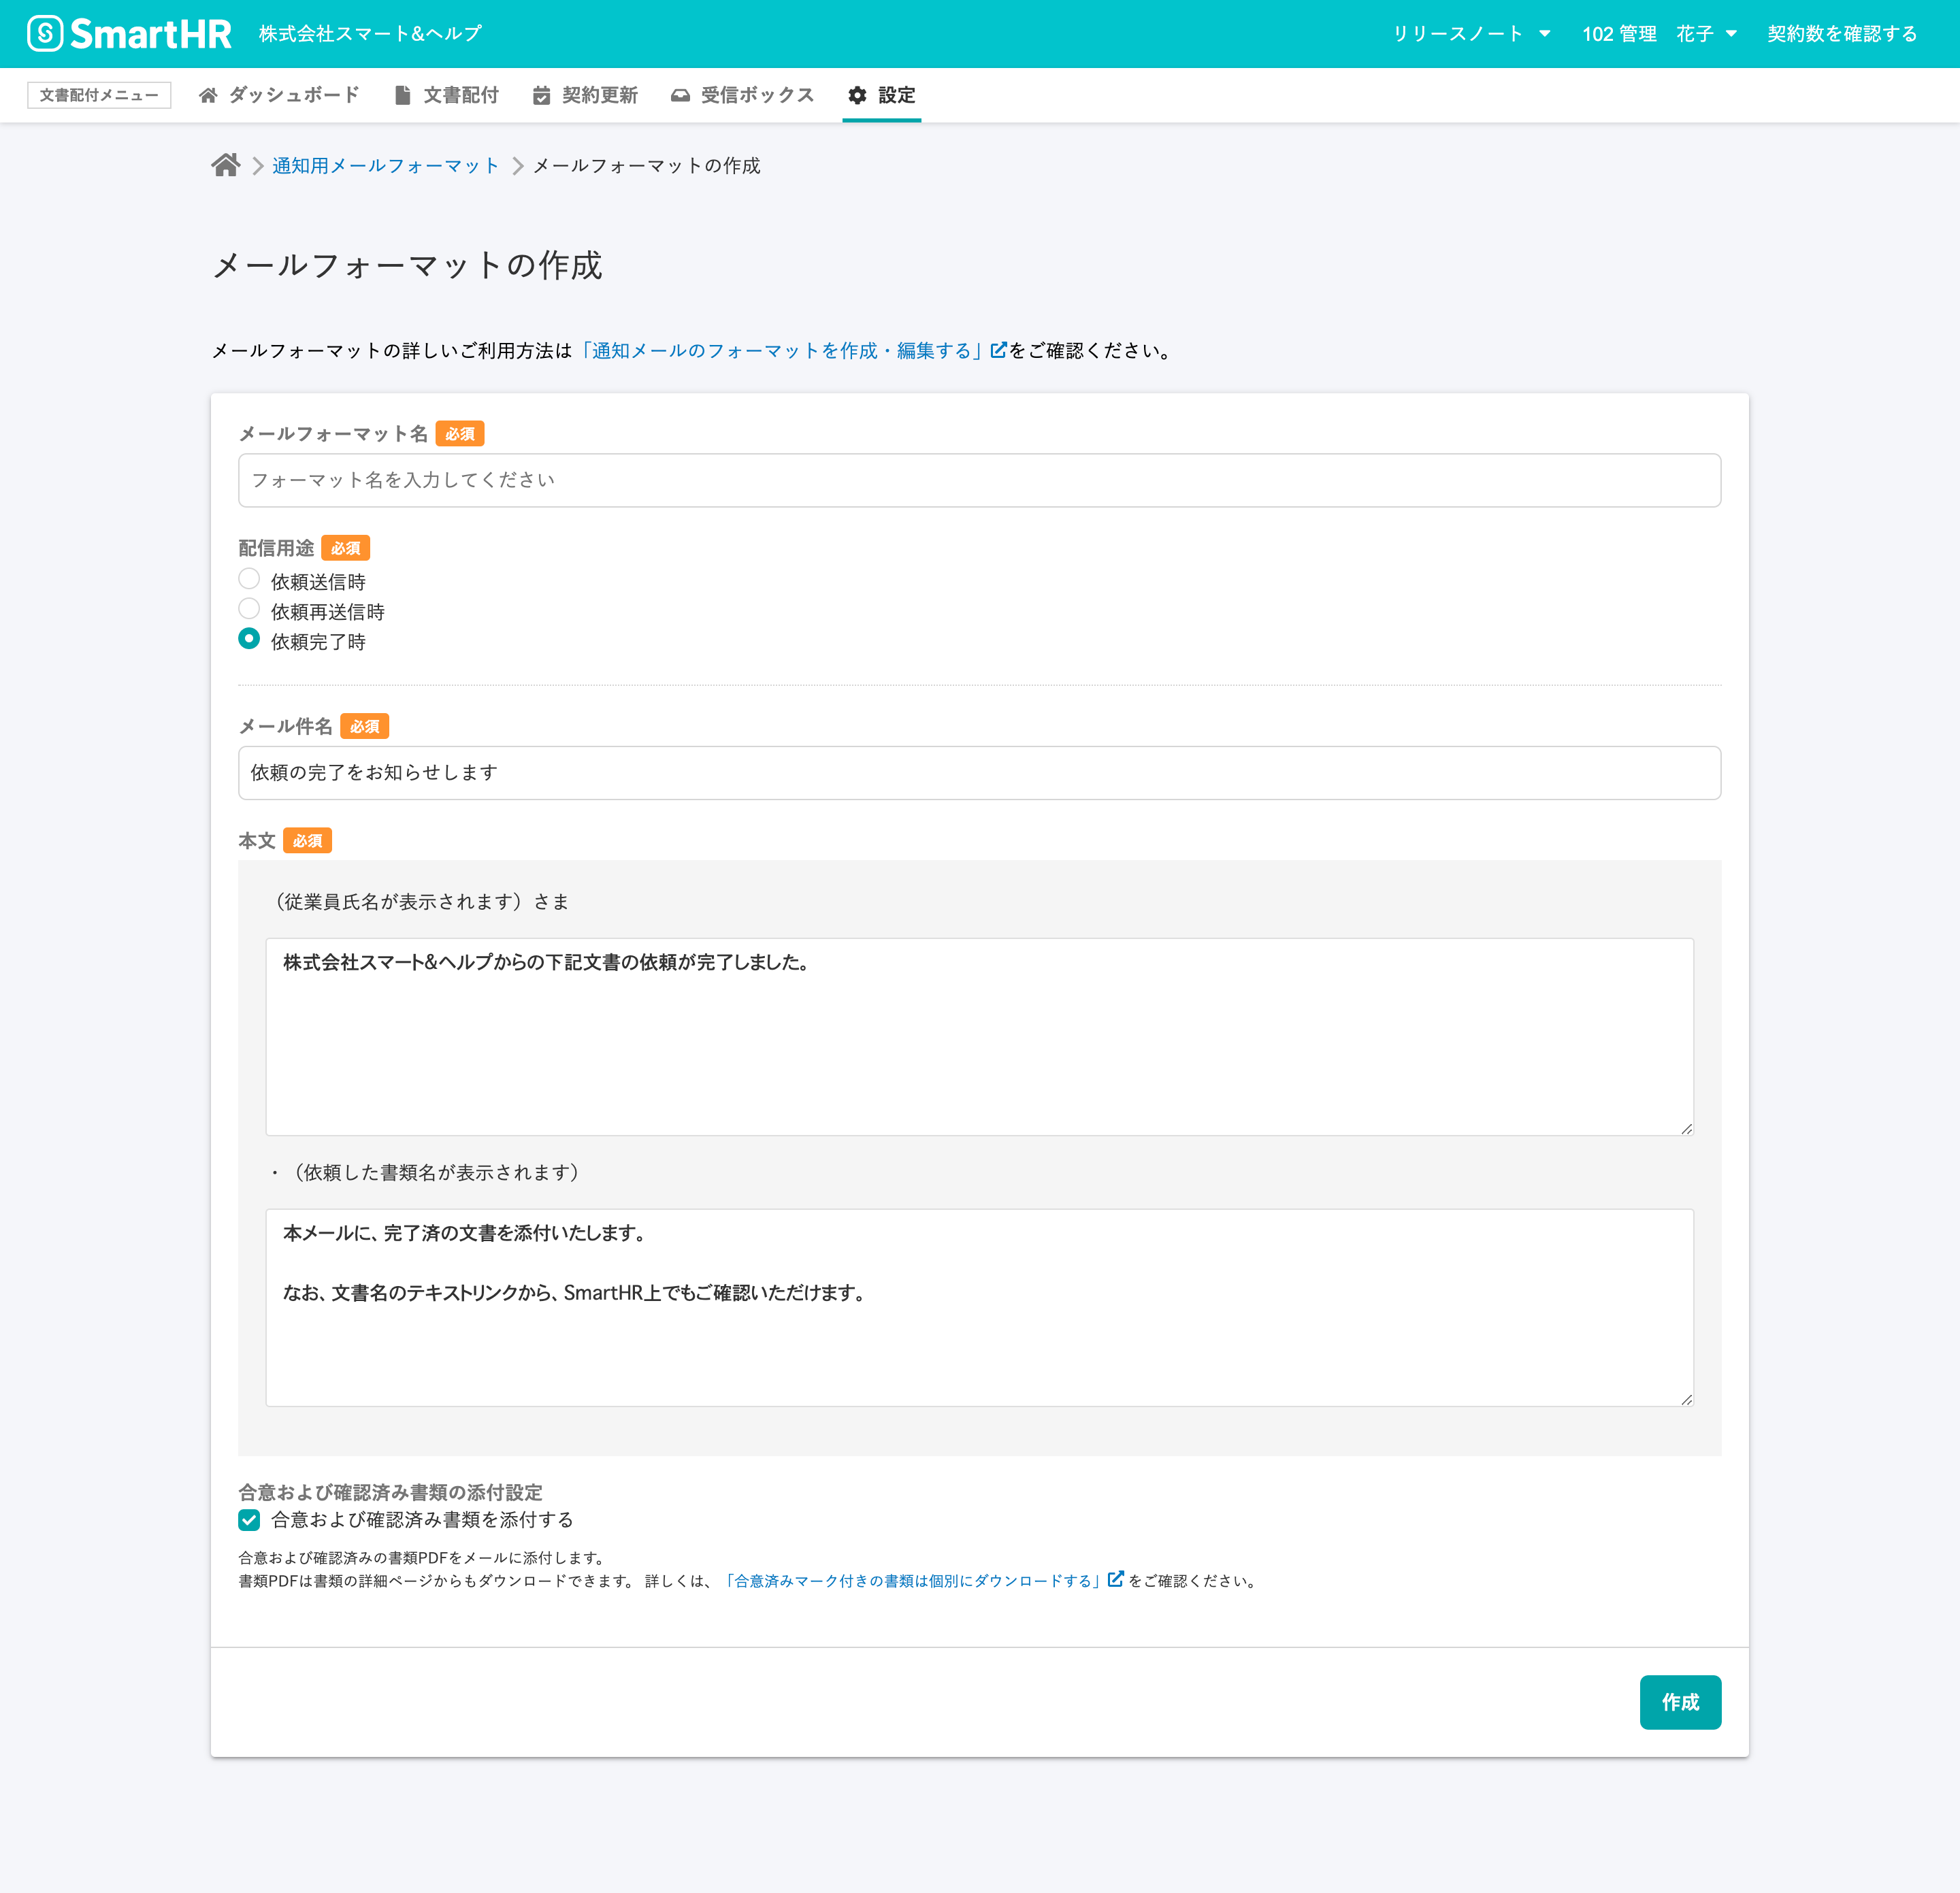 SmartHR 株式会社スマート&ヘルプ リリースノート 102 管理 花子 契約数を確認する
文書配付メニュー ダッシュボード 文書配付 契約更新 受信ボックス 設定
通知用メールフォーマット メールフォーマットの作成
メールフォーマットの作成
メールフォーマットの詳しいご利用方法は「通知メールのフォーマットを作成・編集する」をご確認ください。
メールフォーマット名 必須
フォーマット名を入力してください
配信用途 必須
依頼送信時
依頼再送信時
依頼完了時
メール件名 必須
依頼の完了をお知らせします
本文 必須
（従業員氏名が表示されます）さま
株式会社スマート&ヘルプからの下記文書の依頼が完了しました。
・（依頼した書類名が表示されます）
本メールに、完了済の文書を添付いたします。
なお、文書名のテキストリンクから、SmartHR上でもご確認いただけます。
合意および確認済み書類の添付設定
合意および確認済み書類を添付する
合意および確認済みの書類PDFをメールに添付します。
書類PDFは書類の詳細ページからもダウンロードできます。 詳しくは、「合意済みマーク付きの書類は個別にダウンロードする」をご確認ください。
作成